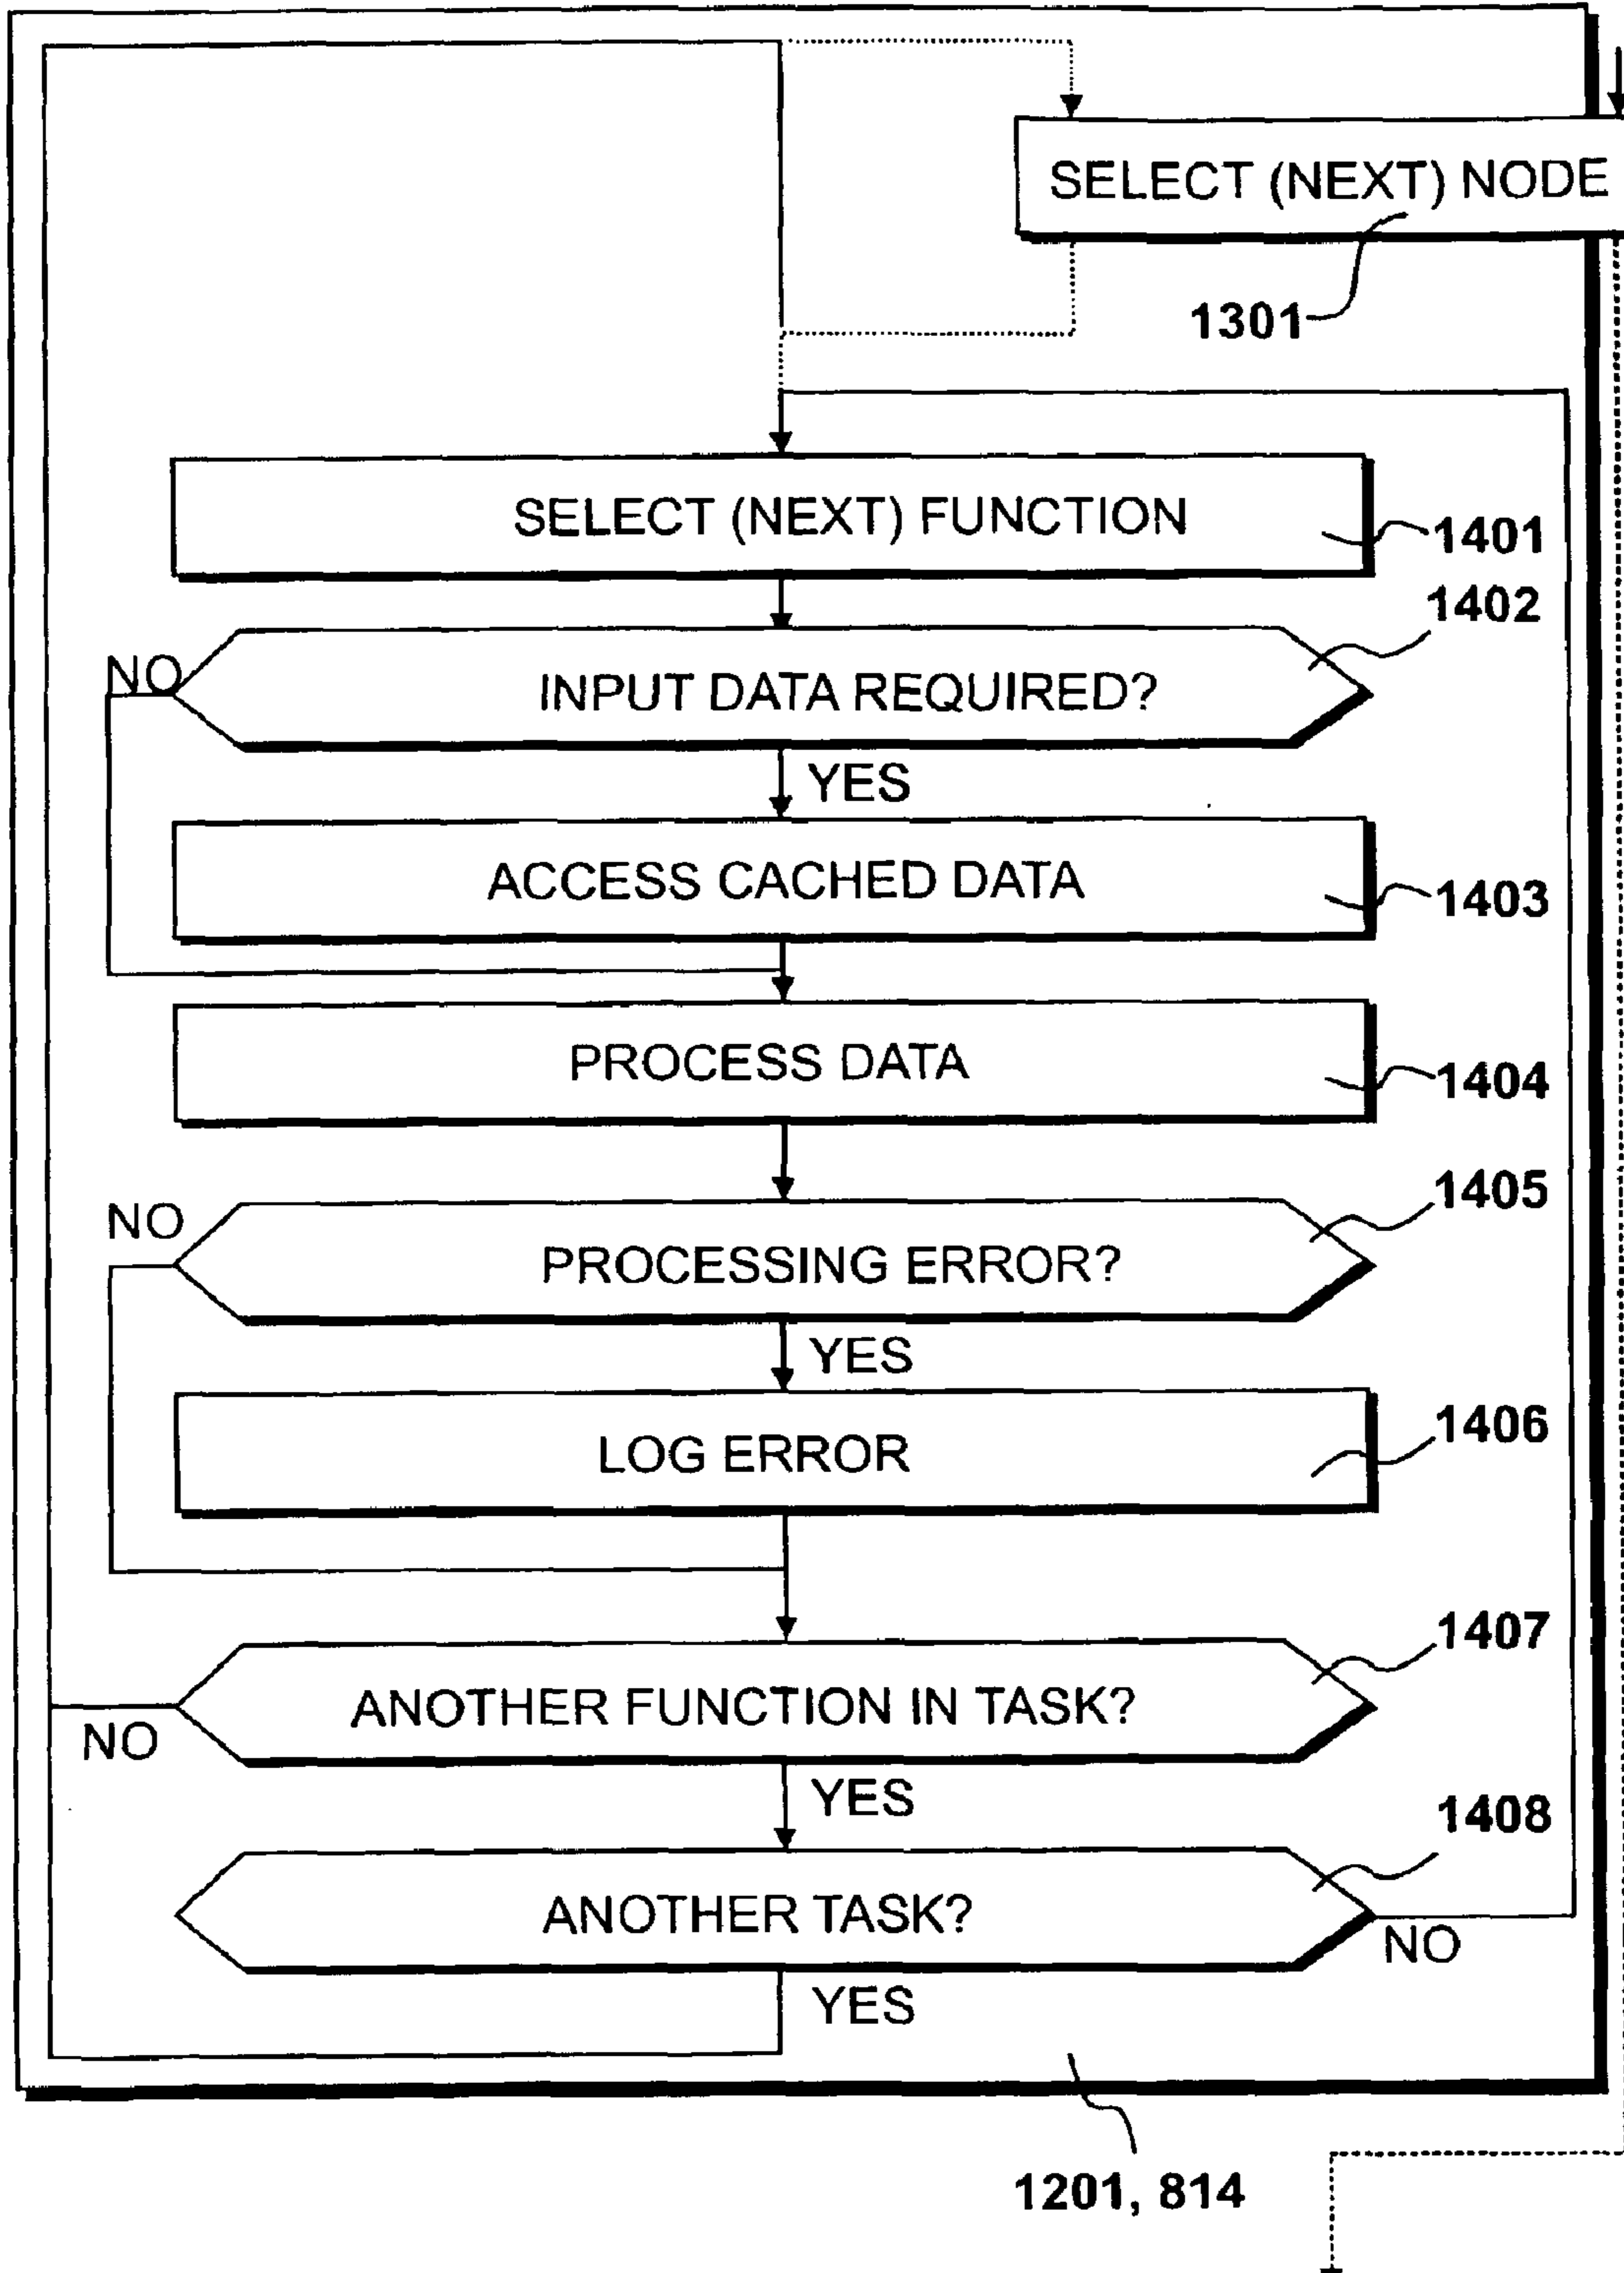 SELECT (NEXT) NODE
1301
SELECT (NEXT) FUNCTION
1401
1402
NO
INPUT DATA REQUIRED?
YES
ACCESS CACHED DATA
1403
PROCESS DATA
1404
1405
NO
PROCESSING ERROR?
YES
LOG ERROR
1406
1407
ANOTHER FUNCTION IN TASK?
NO
YES
1408
ANOTHER TASK?
NO
YES
1201, 814